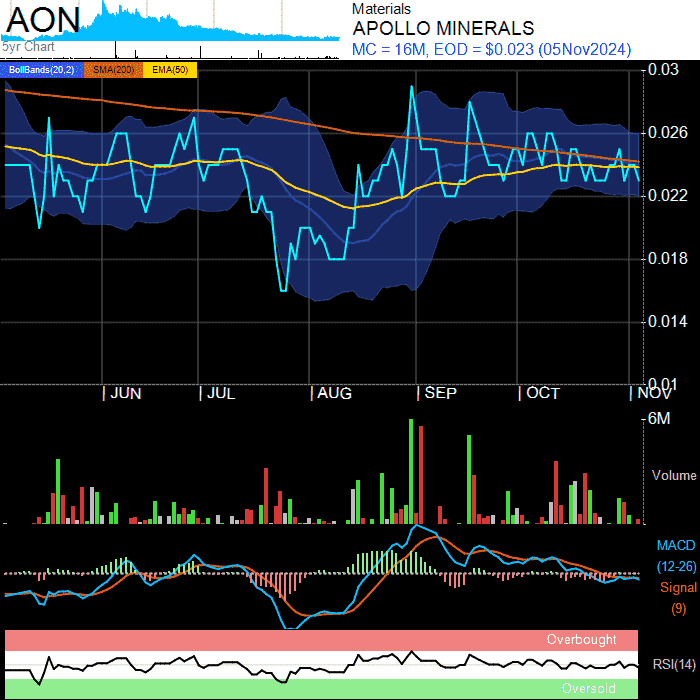 AON
5yr Chart
Materials
APOLLO MINERALS
MC = 16M, EOD = $0.023 (05Nov2024)
BollBands(20,2) SMA(200) EMA(50)
0.03
0.026
0.022
0.018
0.014
0.01
JUN JUL AUG SEP OCT NOV
6M
Volume
MACD
(12-26)
Signal
(9)
Overbought
RSI(14)
Oversold